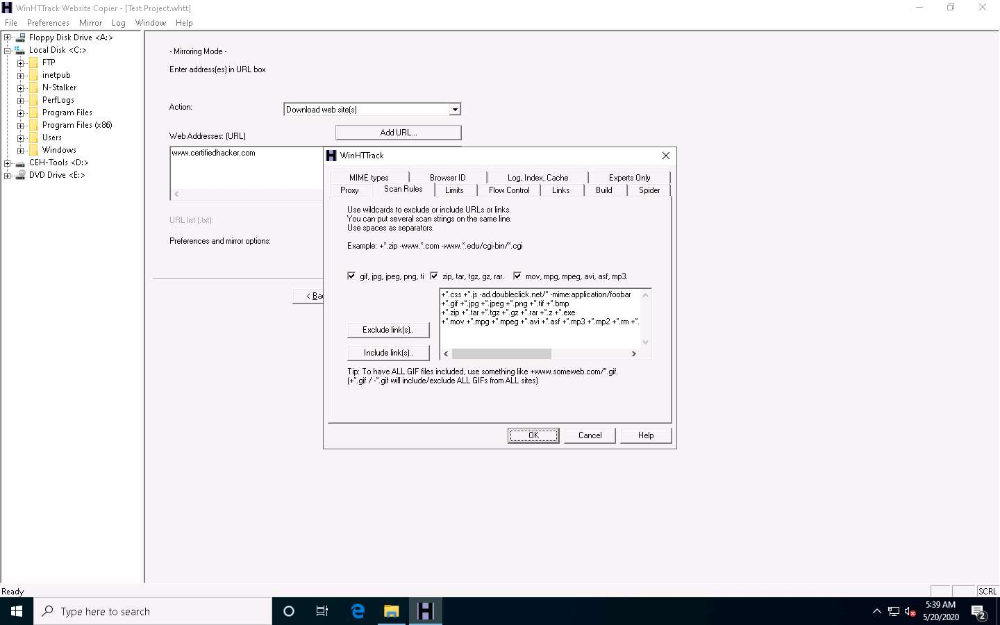 WinHTTrack Website Copier - [Test Project.whtt]
File Preferences Mirror Log Window Help
Floppy Disk Drive <A:>
Local Disk <C:>
FTP
inetpub
N-Stalker
PerfLogs
Program Files
Program Files (x86)
Users
Windows
CEH-Tools <D:>
DVD Drive <E:>
- Mirroring Mode -
Enter address(es) in URL box
Action:
Download web site(s)
Web Addresses: (URL)
Add URL...
www.certifiedhacker.com
URL list (.txt):
Preferences and mirror options:
< Bac
WinHTTrack
MIME types Browser ID Log, Index, Cache Experts Only
Proxy Scan Rules Limits Flow Control Links Build Spider
Use wildcards to exclude or include URLs or links.
You can put several scan strings on the same line.
Use spaces as separators.
Example: +*.zip -www.*.com -www.*.edu/cgi-bin/*.cgi
gif, jpg, jpeg, png, ti zip, tar, tgz, gz, rar. mov, mpg, mpeg, avi, asf, mp3.
+*.css +*.js -ad.doubleclick.net/* -mime:application/foobar
+*.gif +*.jpg +*.jpeg +*.png +*.tif +*.bmp
+*.zip +*.tar +*.tgz +*.gz +*.rar +*.z +*.exe
+*.mov +*.mpg +*.mpeg +*.avi +*.asf +*.mp3 +*.mp2 +*.rm +*.
Exclude link(s)..
Include link(s)..
Tip: To have ALL GIF files included, use something like +www.someweb.com/*.gif.
(+*.gif / -*.gif will include/exclude ALL GIFs from ALL sites)
OK Cancel Help
Ready
SCRL
Type here to search
5:39 AM
5/20/2020
2